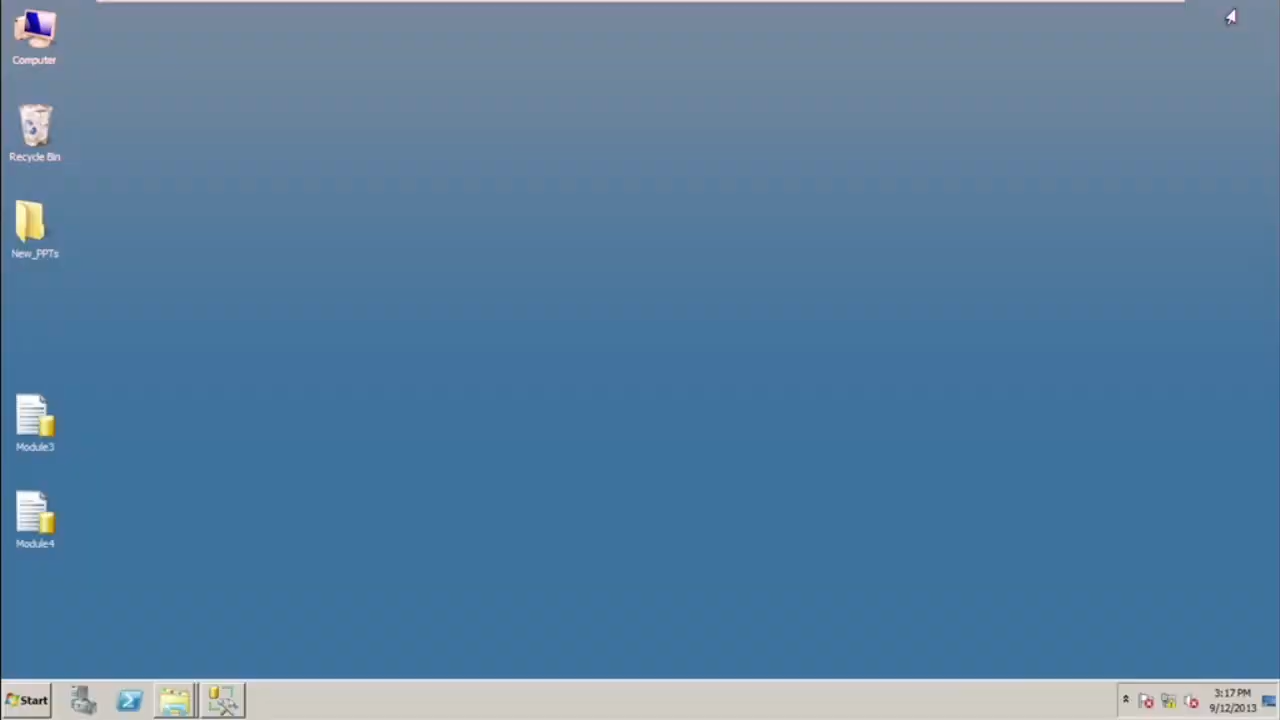 Computer
Recycle Bin
New_PPTs
Module3
Module4
Start
3:17 PM
9/12/2013